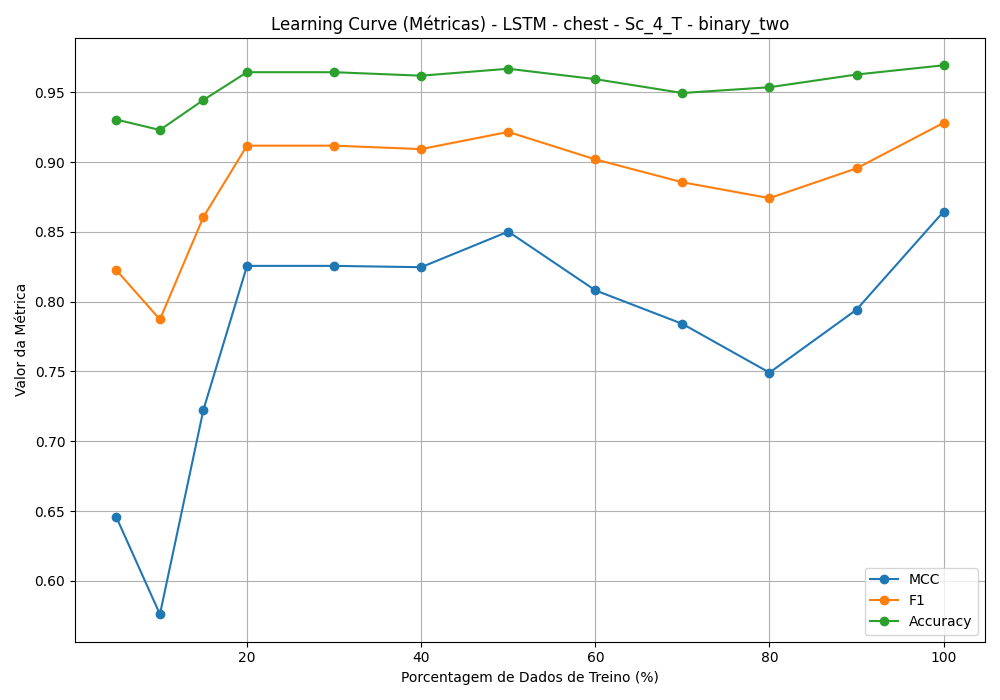 Learning Curve (Métricas) - LSTM - chest - Sc_4_T - binary_two
Valor da Métrica
0.95
0.90
0.85
0.80
0.75
0.70
0.65
0.60
MCC
F1
Accuracy
20
40
60
80
100
Porcentagem de Dados de Treino (%)